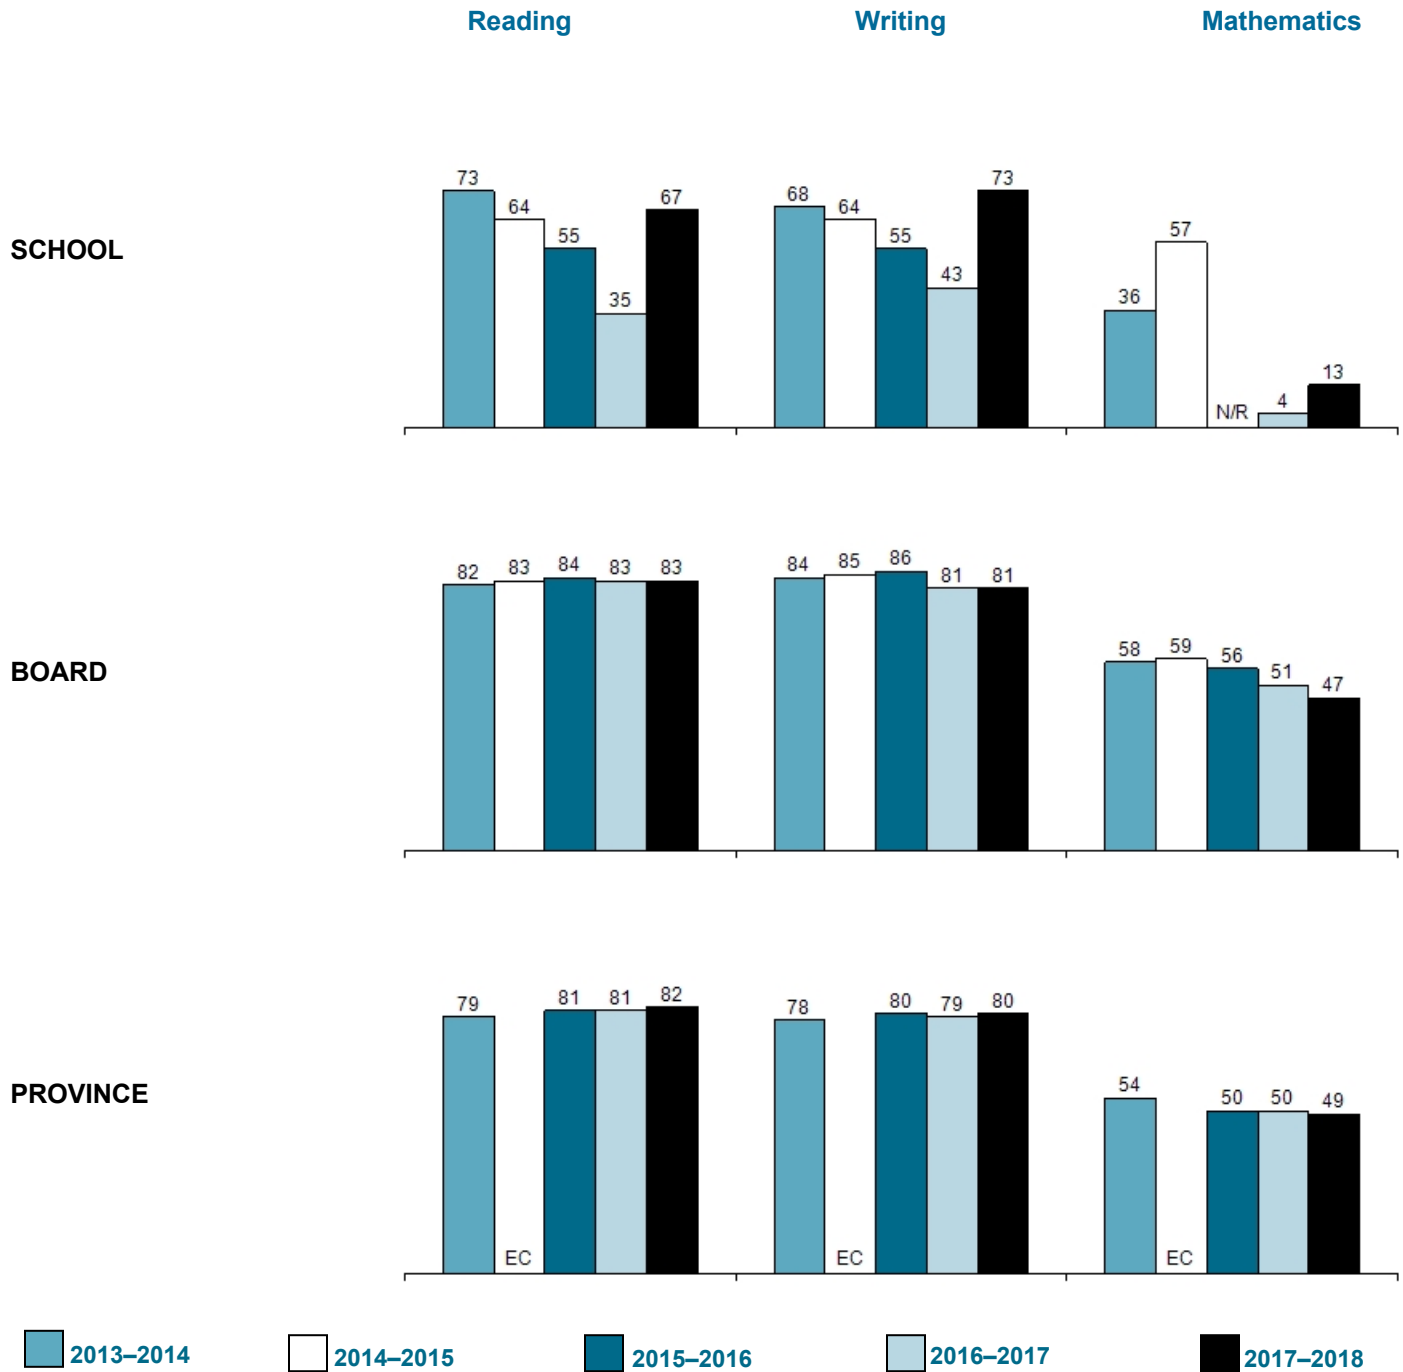 Reading Writing Mathematics
SCHOOL
73 64 55 35 67
68 64 55 43 73
36 57 N/R 4 13
BOARD
82 83 84 83 83
84 85 86 81 81
58 59 56 51 47
PROVINCE
79 EC 81 81 82
78 EC 80 79 80
54 EC 50 50 49
2013–2014 2014–2015 2015–2016 2016–2017 2017–2018